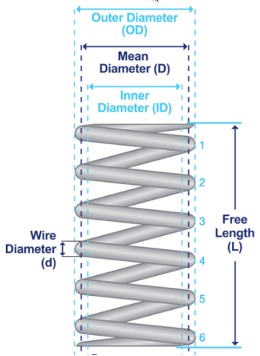 Outer Diameter
(OD)
Mean
Diameter (D)
Inner
Diameter (ID)
1
2
3
Free
Length
(L)
Wire
Diameter
(d)
4
5
6